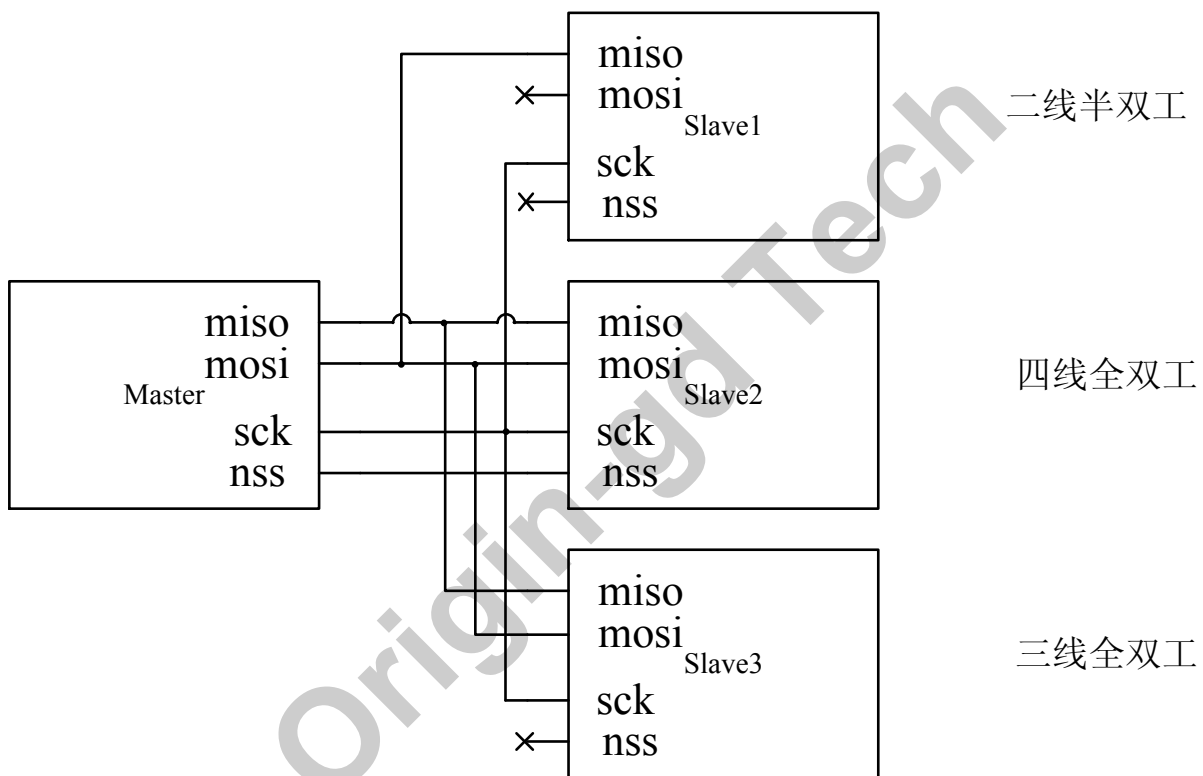 miso
mosi
Slave1
sck
nss
二线半双工
miso
mosi
Master
sck
nss
miso
mosi
Slave2
sck
nss
四线全双工
miso
mosi
Slave3
sck
nss
三线全双工
Origin-gd Tech